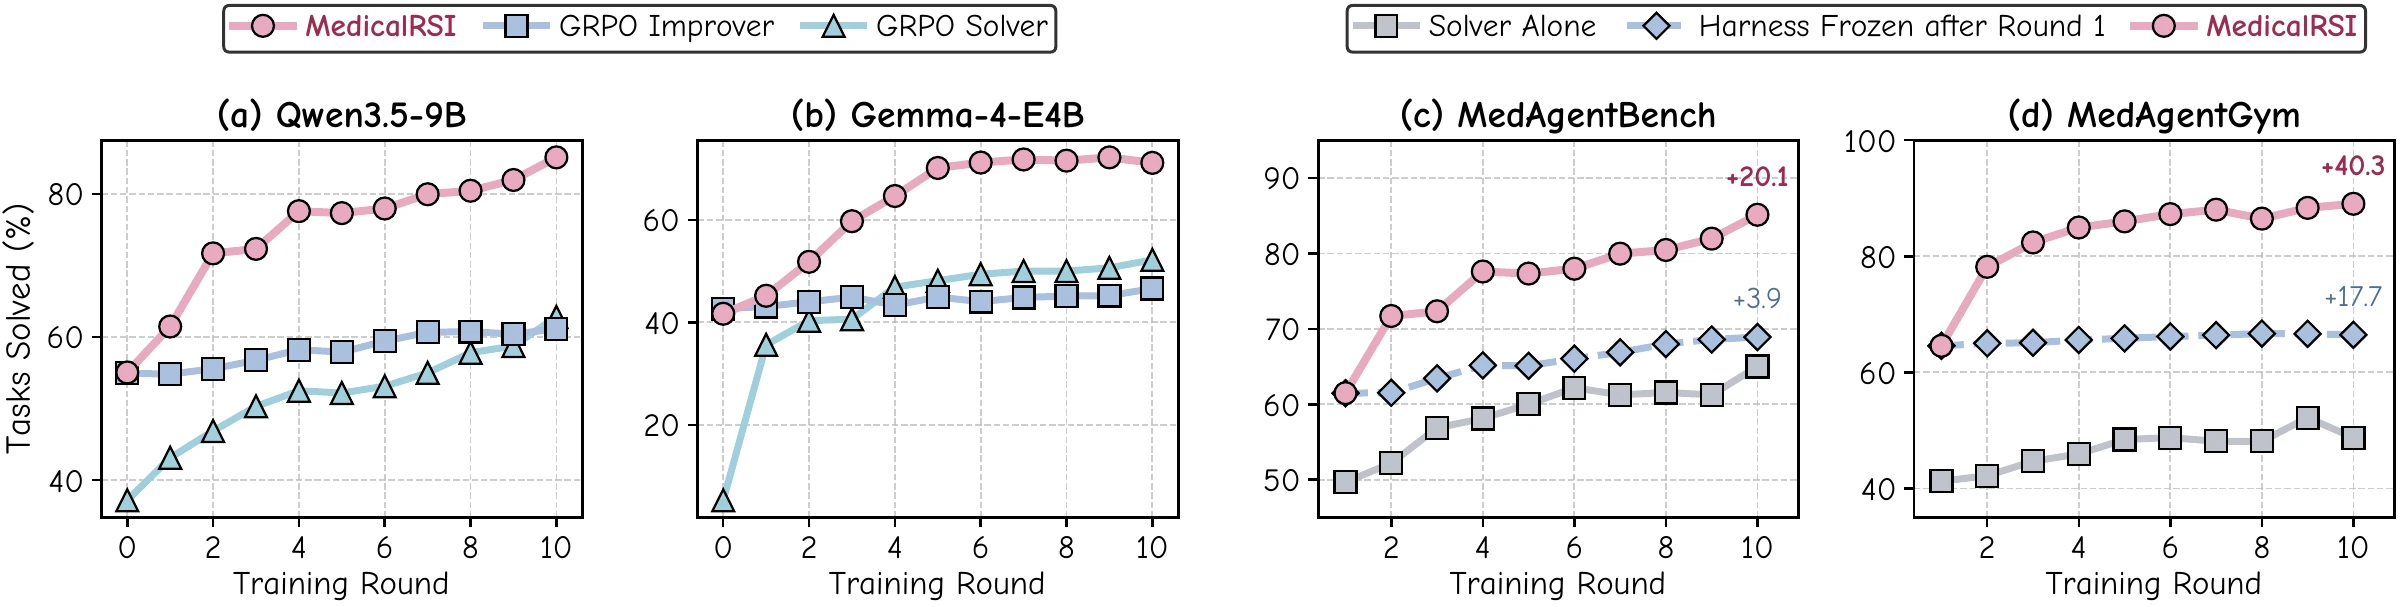 MedicalRSI GRPO Improver GRPO Solver
Solver Alone Harness Frozen after Round 1 MedicalRSI
(a) Qwen3.5-9B
Tasks Solved (%)
80
60
40
0 2 4 6 8 10
Training Round
(b) Gemma-4-E4B
60
40
20
0 2 4 6 8 10
Training Round
(c) MedAgentBench
90
80
70
60
50
+20.1
+3.9
2 4 6 8 10
Training Round
(d) MedAgentGym
100
80
60
40
+40.3
+17.7
2 4 6 8 10
Training Round